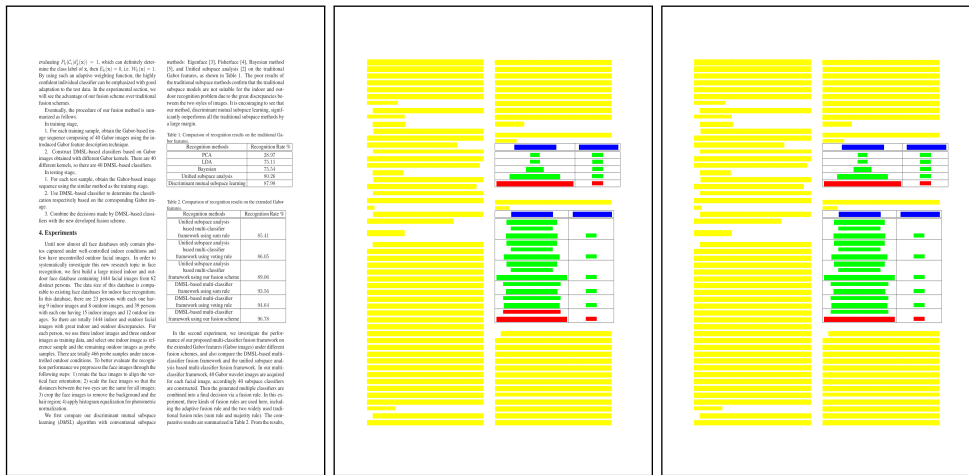 evaluating P_k(C_i|d_k^i(x)) = 1, which can definitely deter-
mine the class label of x, then E_k(x) = 0, i.e. W_k(x) = 1.
By using such an adaptive weighting function, the highly
confident individual classifier can be emphasized with good
adaptation to the test data. In the experimental section, we
will see the advantage of our fusion scheme over traditional
fusion schemes.
Eventually, the procedure of our fusion method is sum-
marized as follows.
In training stage,
1. For each training sample, obtain the Gabor-based im-
age sequence composing of 40 Gabor images using the in-
troduced Gabor feature description technique.
2. Construct DMSL-based classifiers based on Gabor
images obtained with different Gabor kernels. There are 40
different kernels, so there are 40 DMSL-based classifiers.
In testing stage,
1. For each test sample, obtain the Gabor-based image
sequence using the similar method as the training stage.
2. Use DMSL-based classifier to determine the classifi-
cation respectively based on the corresponding Gabor im-
age.
3. Combine the decisions made by DMSL-based classi-
fiers with the new developed fusion scheme.
4. Experiments
Until now almost all face databases only contain pho-
tos captured under well-controlled indoor conditions and
few have uncontrolled outdoor facial images. In order to
systematically investigate this new research topic in face
recognition, we first build a large mixed indoor and out-
door face database containing 1444 facial images from 62
distinct persons. The data size of this database is compa-
rable to existing face databases for indoor face recognition.
In this database, there are 23 persons with each one hav-
ing 9 indoor images and 8 outdoor images, and 39 persons
with each one having 15 indoor images and 12 outdoor im-
ages. So there are totally 1444 indoor and outdoor facial
images with great indoor and outdoor discrepancies. For
each person, we use three indoor images and three outdoor
images as training data, and select one indoor image as ref-
erence sample and the remaining outdoor images as probe
samples. There are totally 466 probe samples under uncon-
trolled outdoor conditions. To better evaluate the recogni-
tion performance we preprocess the face images through the
following steps: 1) rotate the face images to align the ver-
tical face orientation; 2) scale the face images so that the
distances between the two eyes are the same for all images;
3) crop the face images to remove the background and the
hair region; 4) apply histogram equalization for photometric
normalization.
We first compare our discriminant mutual subspace
learning (DMSL) algorithm with conventional subspace
methods: Eigenface [3], Fisherface [4], Bayesian method
[5], and Unified subspace analysis [2] on the traditional
Gabor features, as shown in Table 1. The poor results of
the traditional subspace methods confirm that the traditional
subspace models are not suitable for the indoor and out-
door recognition problem due to the great discrepancies be-
tween the two styles of images. It is encouraging to see that
our method, discriminant mutual subspace learning, signif-
icantly outperforms all the traditional subspace methods by
a large margin.
Table 1. Comparison of recognition results on the traditional Ga-
bor features.
Recognition methods Recognition Rate %
PCA 28.97
LDA 75.11
Bayesian 75.54
Unified subspace analysis 80.26
Discriminant mutual subspace learning 87.98
Table 2. Comparison of recognition results on the extended Gabor
features.
Recognition methods Recognition Rate %
Unified subspace analysis
based multi-classifier
framework using sum rule 85.41
Unified subspace analysis
based multi-classifier
framework using voting rule 86.05
Unified subspace analysis
based multi-classifier
framework using our fusion scheme 89.06
DMSL-based multi-classifier
framework using sum rule 93.56
DMSL-based multi-classifier
framework using voting rule 94.64
DMSL-based multi-classifier
framework using our fusion scheme 96.78
In the second experiment, we investigate the perfor-
mance of our proposed multi-classifier fusion framework on
the extended Gabor features (Gabor images) under different
fusion schemes, and also compare the DMSL-based multi-
classifier fusion framework and the unified subspace anal-
ysis based multi-classifier fusion framework. In our multi-
classifier framework, 40 Gabor wavelet images are acquired
for each facial image, accordingly 40 subspace classifiers
are constructed. Then the generated multiple classifiers are
combined into a final decision via a fusion rule. In this ex-
periment, three kinds of fusion rules are used here, includ-
ing the adaptive fusion rule and the two widely used tradi-
tional fusion rules (sum rule and majority rule). The com-
parative results are summarized in Table 2. From the results,